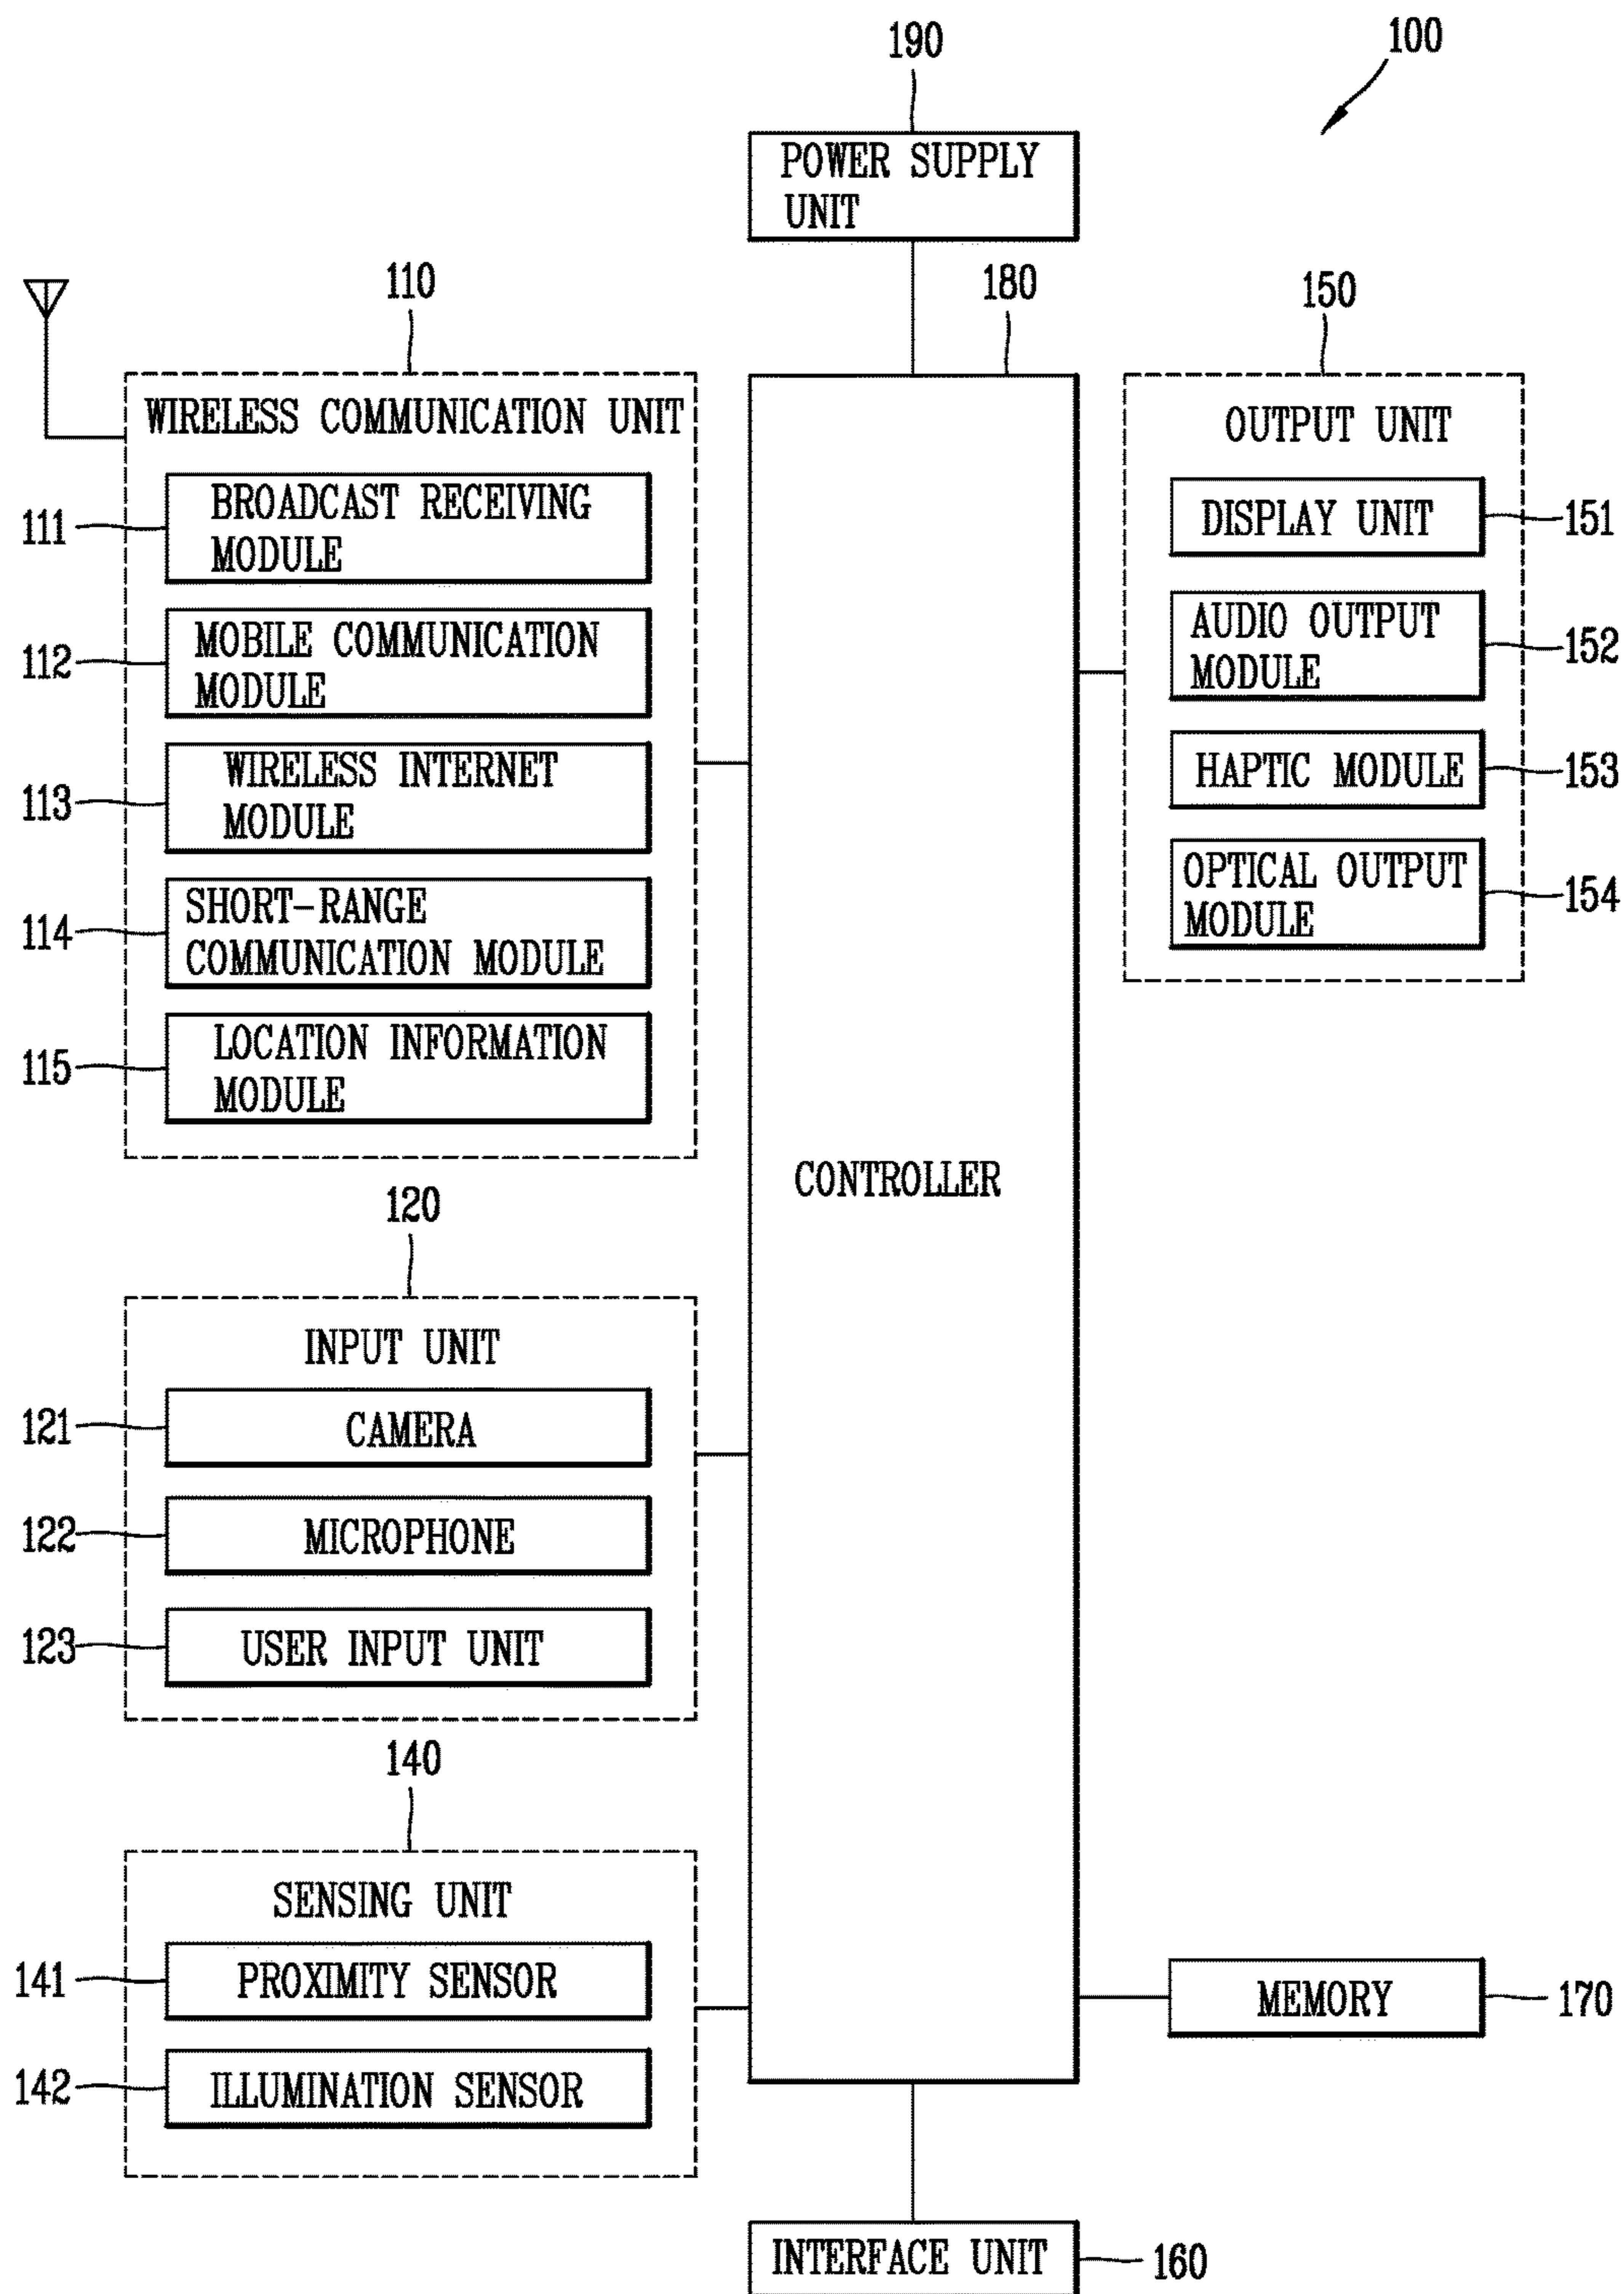 100
190
POWER SUPPLY
UNIT
110
180
150
WIRELESS COMMUNICATION UNIT
111
BROADCAST RECEIVING
MODULE
112
MOBILE COMMUNICATION
MODULE
113
WIRELESS INTERNET
MODULE
114
SHORT-RANGE
COMMUNICATION MODULE
115
LOCATION INFORMATION
MODULE
OUTPUT UNIT
DISPLAY UNIT
151
AUDIO OUTPUT
MODULE
152
HAPTIC MODULE
153
OPTICAL OUTPUT
MODULE
154
CONTROLLER
120
INPUT UNIT
121
CAMERA
122
MICROPHONE
123
USER INPUT UNIT
140
SENSING UNIT
141
PROXIMITY SENSOR
142
ILLUMINATION SENSOR
MEMORY
170
INTERFACE UNIT
160